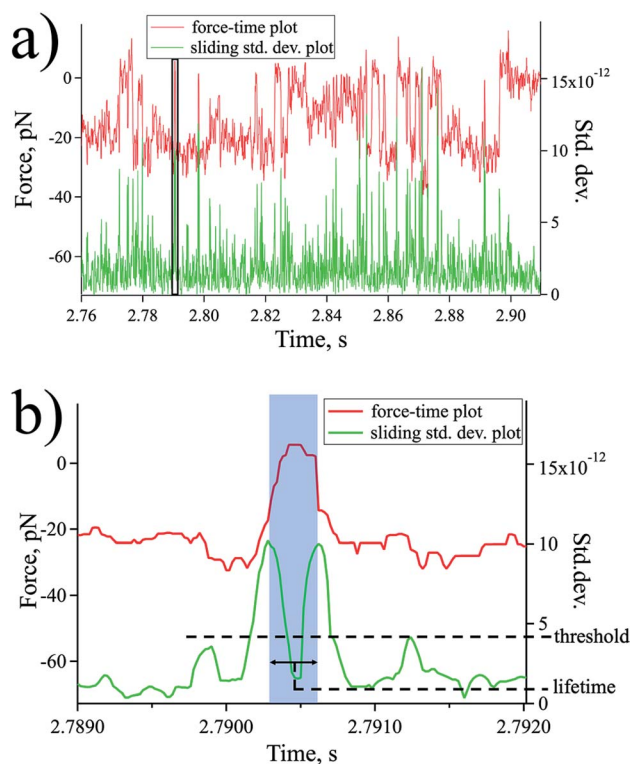 a)
force-time plot
sliding std. dev. plot
Force, pN
0
-20
-40
-60
15x10-12
10
5
0
Std. dev.
2.76 2.78 2.80 2.82 2.84 2.86 2.88 2.90
Time, s
b)
force-time plot
sliding std. dev. plot
Force, pN
0
-20
-40
-60
15x10-12
10
5
0
Std.dev.
threshold
lifetime
2.7890 2.7900 2.7910 2.7920
Time, s